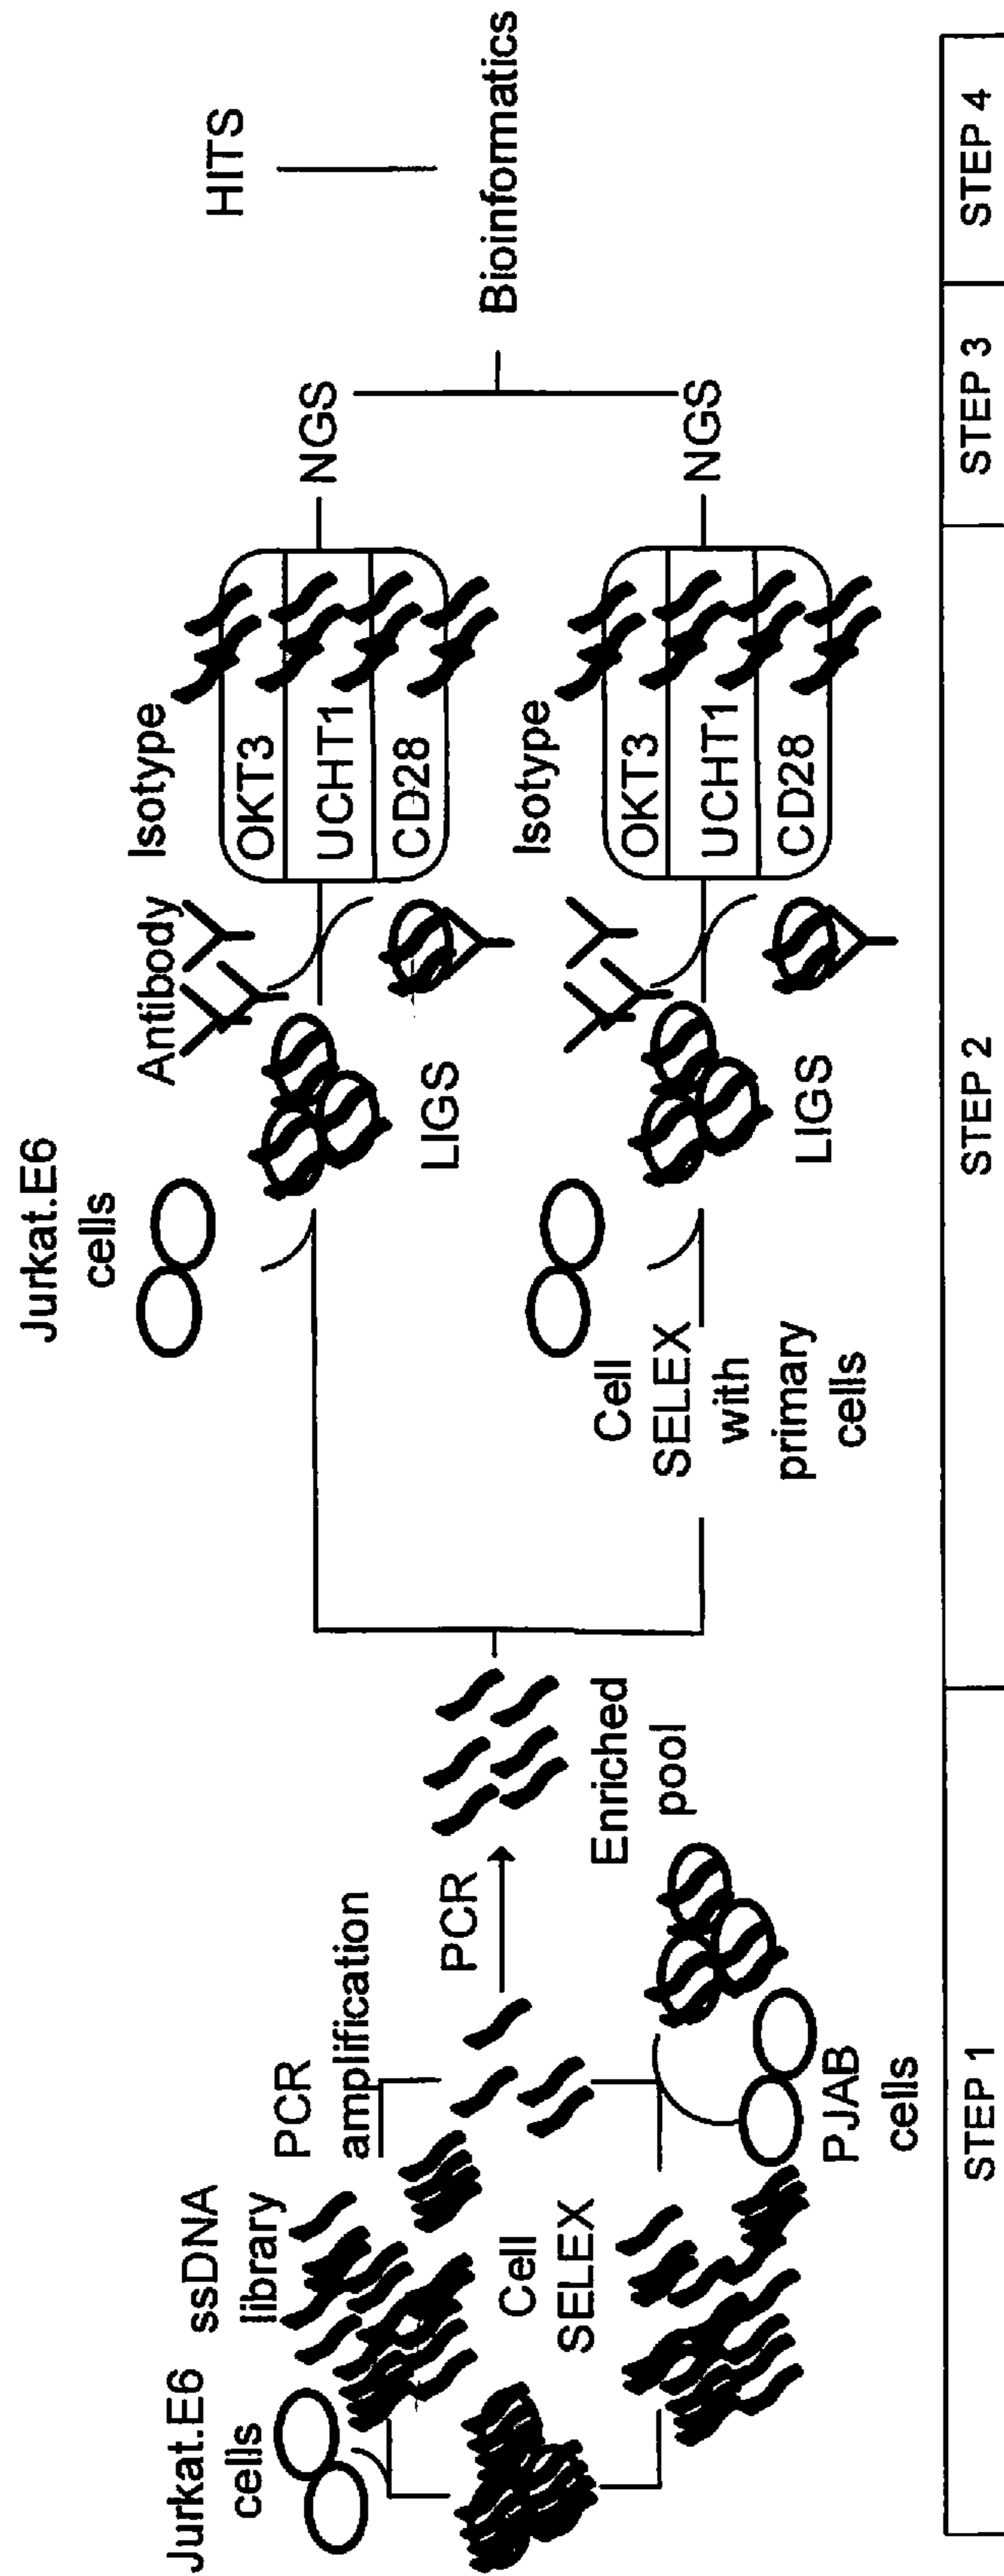 Jurkat.E6
cells
ssDNA
library
PCR
amplification
Cell
SELEX
PJAB
cells
PCR
Enriched
pool
Jurkat.E6
cells
Antibody
LIGS
Isotype
OKT3
UCHT1
CD28
NGS
Cell
SELEX
with
primary
cells
LIGS
Isotype
OKT3
UCHT1
CD28
NGS
Bioinformatics
HITS
STEP 1
STEP 2
STEP 3
STEP 4